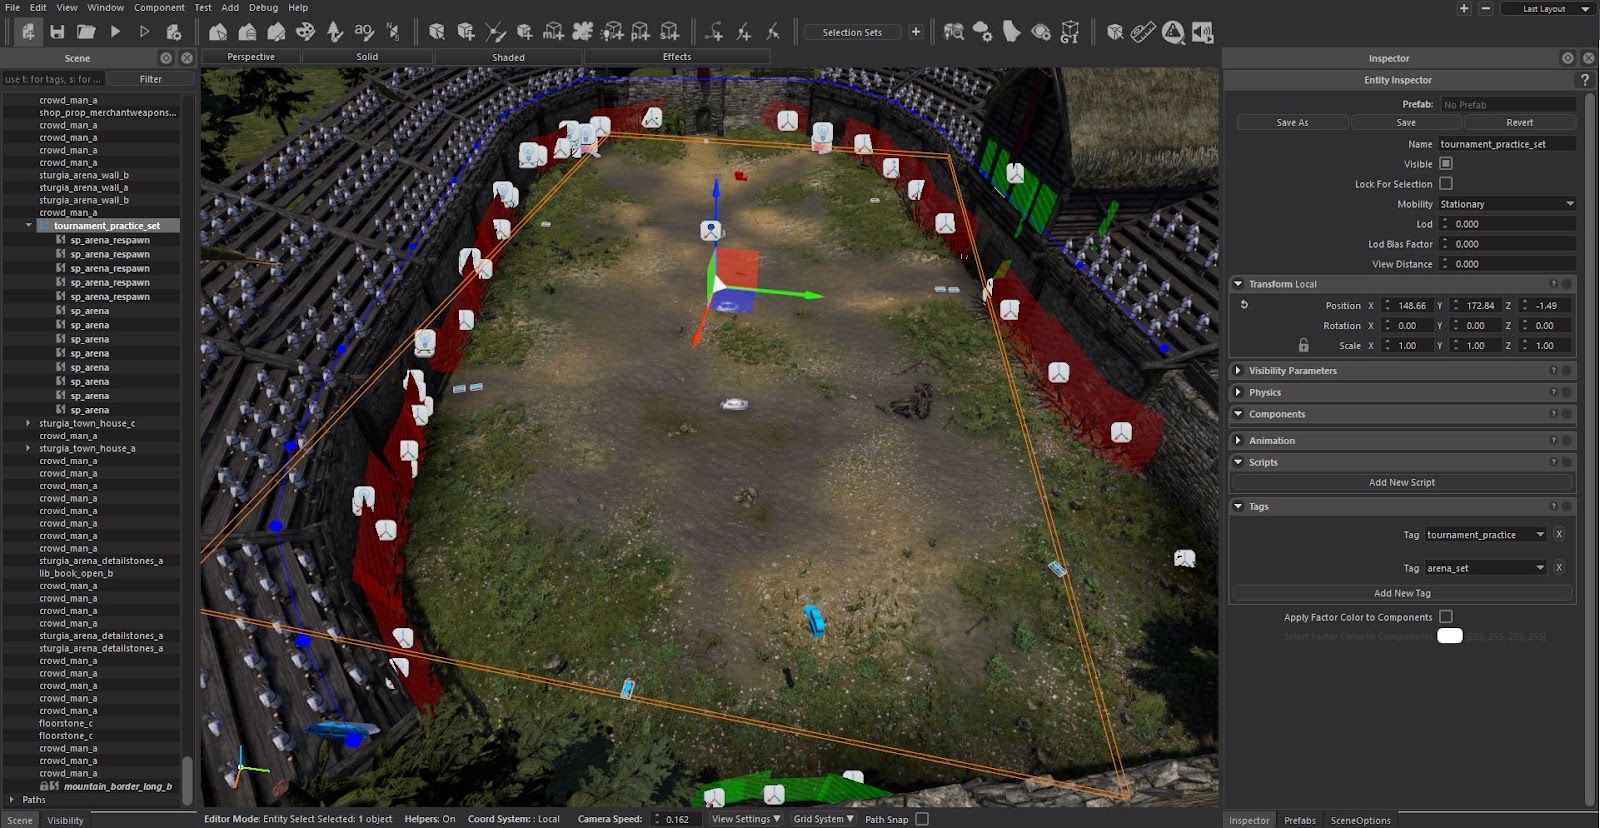 File Edit View Window Component Test Add Debug Help
Last Layout
Selection Sets
Scene
use t: for tags, s: for ...
Filter
crowd_man_a
shop_prop_merchantweapons...
crowd_man_a
crowd_man_a
crowd_man_a
crowd_man_a
sturgia_arena_wall_b
sturgia_arena_wall_a
sturgia_arena_wall_b
crowd_man_a
tournament_practice_set
sp_arena_respawn
sp_arena_respawn
sp_arena_respawn
sp_arena_respawn
sp_arena_respawn
sp_arena
sp_arena
sp_arena
sp_arena
sp_arena
sp_arena
sp_arena
sp_arena
sturgia_town_house_c
crowd_man_a
sturgia_town_house_a
crowd_man_a
crowd_man_a
crowd_man_a
crowd_man_a
crowd_man_a
crowd_man_a
crowd_man_a
crowd_man_a
sturgia_arena_detailstones_a
lib_book_open_b
crowd_man_a
crowd_man_a
crowd_man_a
crowd_man_a
sturgia_arena_detailstones_a
sturgia_arena_detailstones_a
crowd_man_a
crowd_man_a
crowd_man_a
crowd_man_a
crowd_man_a
floorstone_c
floorstone_c
crowd_man_a
crowd_man_a
crowd_man_a
mountain_border_long_b
Paths
Scene Visibility
Perspective Solid Shaded Effects
Editor Mode: Entity Select Selected: 1 object Helpers: On Coord System: : Local Camera Speed: 0.162 View Settings Grid System Path Snap
Inspector
Entity Inspector ?
Prefab: No Prefab
Save As Save Revert
Name tournament_practice_set
Visible
Lock For Selection
Mobility Stationary
Lod 0.000
Lod Bias Factor 0.000
View Distance 0.000
Transform Local
Position X 148.66 Y 172.84 Z -1.49
Rotation X 0.00 Y 0.00 Z 0.00
Scale X 1.00 Y 1.00 Z 1.00
Visibility Parameters
Physics
Components
Animation
Scripts
Add New Script
Tags
Tag tournament_practice X
Tag arena_set X
Add New Tag
Apply Factor Color to Components
Select Factor Color to Components (255, 255, 255, 255)
Inspector Prefabs SceneOptions